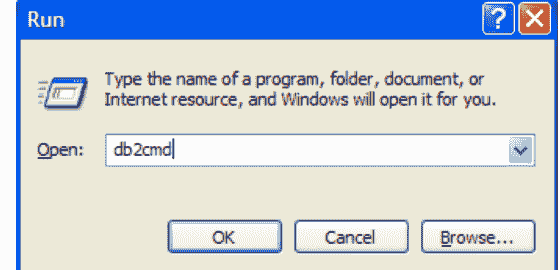 Run
Type the name of a program, folder, document, or
Internet resource, and Windows will open it for you.
Open: db2cmd
OK Cancel Browse...